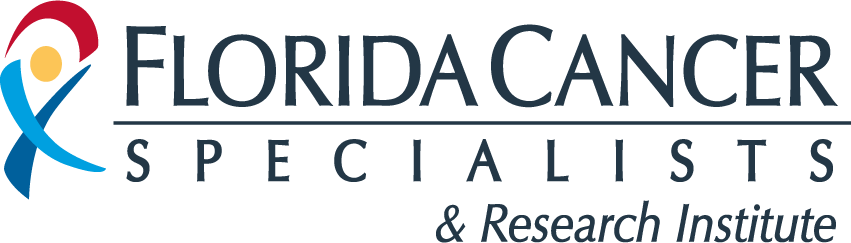 FLORIDA CANCER
SPECIALISTS
& Research Institute